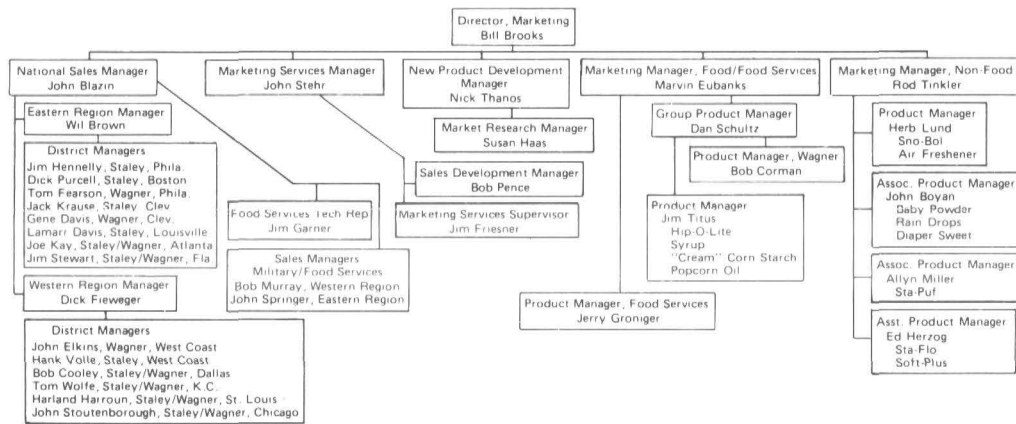 Director, Marketing
Bill Brooks
National Sales Manager
John Blazin
Marketing Services Manager
John Stehr
New Product Development
Manager
Nick Thanos
Marketing Manager, Food/Food Services
Marvin Eubanks
Marketing Manager, Non-Food
Rod Tinkler
Eastern Region Manager
Wil Brown
District Managers
Jim Hennelly, Staley, Phila.
Dick Purcell, Staley, Boston
Tom Fearson, Wagner, Phila.
Jack Krause, Staley, Clev.
Gene Davis, Wagner, Clev.
Lamarr Davis, Staley, Louisville
Joe Kay, Staley/Wagner, Atlanta
Jim Stewart, Staley/Wagner, Fla.
Western Region Manager
Dick Fieweger
District Managers
John Elkins, Wagner, West Coast
Hank Volle, Staley, West Coast
Bob Cooley, Staley/Wagner, Dallas
Tom Wolfe, Staley/Wagner, K.C.
Harland Harroun, Staley/Wagner, St. Louis
John Stoutenborough, Staley/Wagner, Chicago
Food Services Tech Rep
Jim Garner
Sales Managers
Military/Food Services
Bob Murray, Western Region
John Springer, Eastern Region
Sales Development Manager
Bob Pence
Marketing Services Supervisor
Jim Friesner
Market Research Manager
Susan Haas
Group Product Manager
Dan Schultz
Product Manager, Wagner
Bob Corman
Product Manager
Jim Titus
Hip-O-Lite
Syrup
"Cream" Corn Starch
Popcorn Oil
Product Manager, Food Services
Jerry Groniger
Product Manager
Herb Lund
Sno-Bol
Air Freshener
Assoc. Product Manager
John Boyan
Baby Powder
Rain Drops
Diaper Sweet
Assoc. Product Manager
Allyn Miller
Sta-Puf
Asst. Product Manager
Ed Herzog
Sta-Flo
Soft-Plus